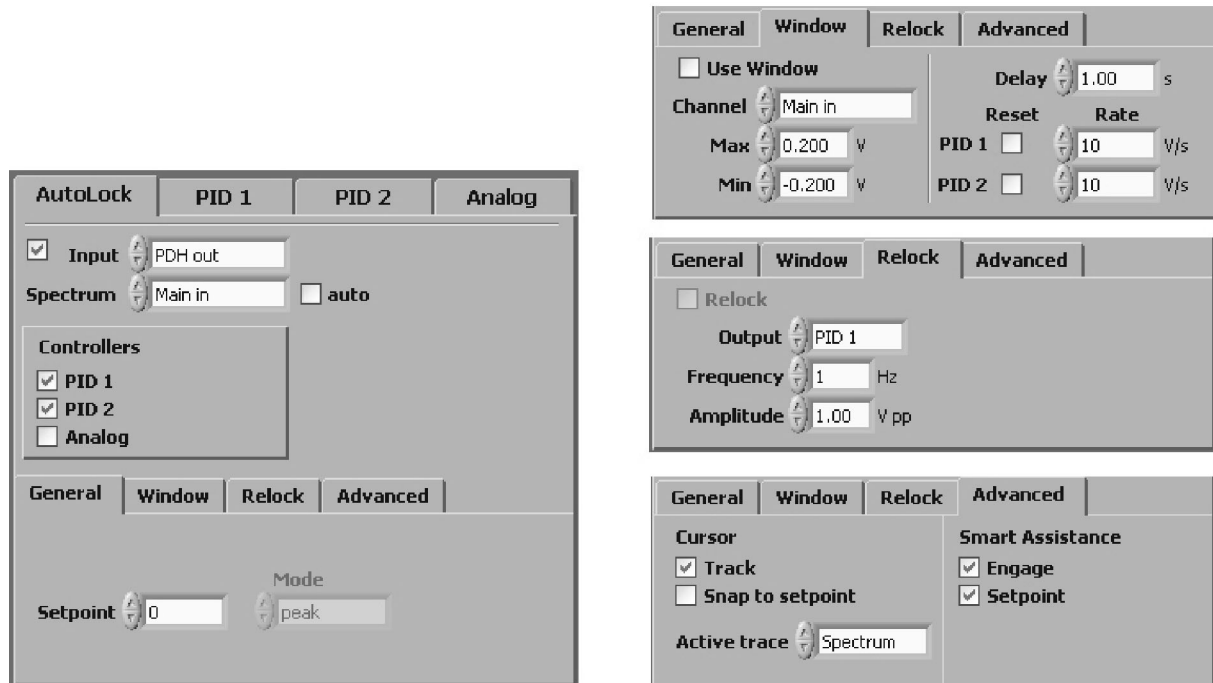 AutoLock PID 1 PID 2 Analog
Input PDH out
Spectrum Main in auto
Controllers
PID 1
PID 2
Analog
General Window Relock Advanced
Mode
Setpoint 0 peak
General Window Relock Advanced
Use Window
Delay 1.00 s
Channel Main in
Reset Rate
Max 0.200 V
PID 1 10 V/s
Min -0.200 V
PID 2 10 V/s
General Window Relock Advanced
Relock
Output PID 1
Frequency 1 Hz
Amplitude 1.00 V pp
General Window Relock Advanced
Cursor Smart Assistance
Track Engage
Snap to setpoint Setpoint
Active trace Spectrum